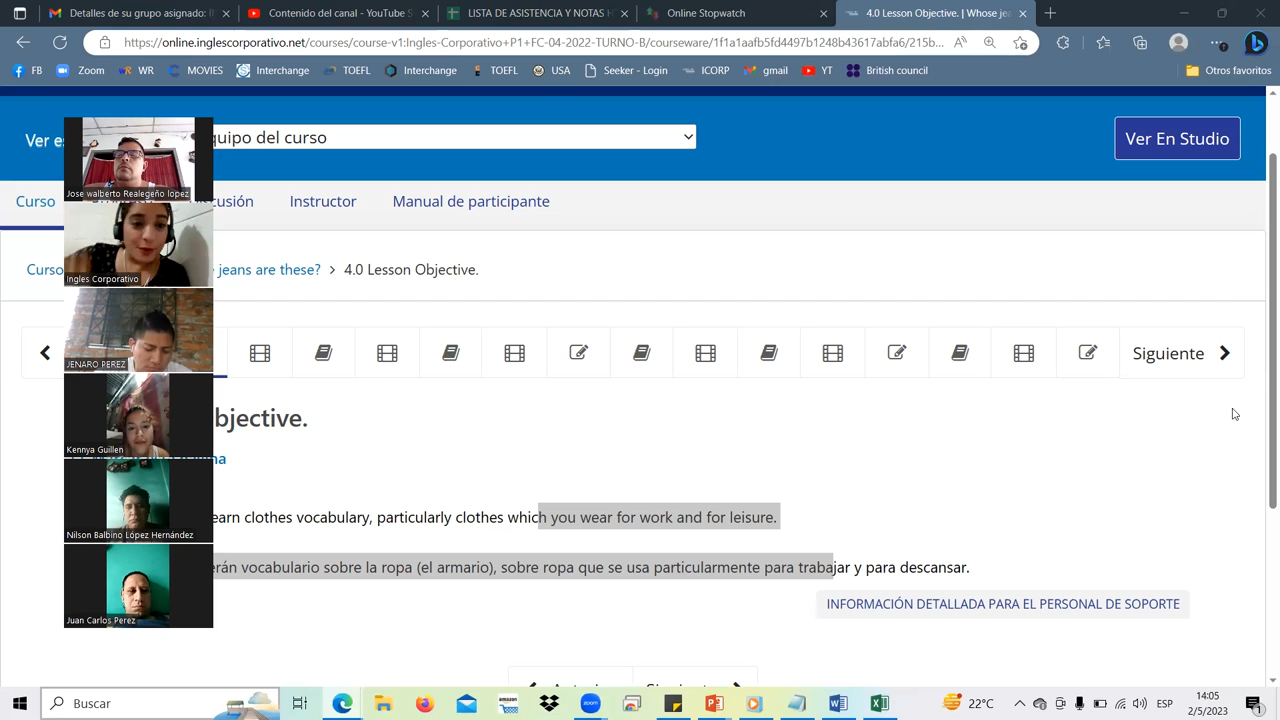 Detalles de su grupo asignado: I
Contenido del canal - YouTube S
LISTA DE ASISTENCIA Y NOTAS H
Online Stopwatch
4.0 Lesson Objective. | Whose je
https://online.inglescorporativo.net/courses/course-v1:Ingles-Corporativo+P1+FC-04-2022-TURNO-B/courseware/1f1a1aafb5fd4497b1248b43617abfa6/215b...
FB
Zoom
WR
MOVIES
Interchange
TOEFL
Interchange
TOEFL
USA
Seeker - Login
ICORP
gmail
YT
British council
Otros favoritos
Ver es
quipo del curso
Ver En Studio
Curso
usión
Instructor
Manual de participante
Curso
e jeans are these? > 4.0 Lesson Objective.
Siguiente
bjective.
na
earn clothes vocabulary, particularly clothes which you wear for work and for leisure.
erán vocabulario sobre la ropa (el armario), sobre ropa que se usa particularmente para trabajar y para descansar.
INFORMACIÓN DETALLADA PARA EL PERSONAL DE SOPORTE
Jose walberto Realegeño lopez
Ingles Corporativo
JENARO PEREZ
Kennya Guillen
Nilson Balbino López Hernández
Juan Carlos Perez
Buscar
22°C
ESP
14:05
2/5/2023